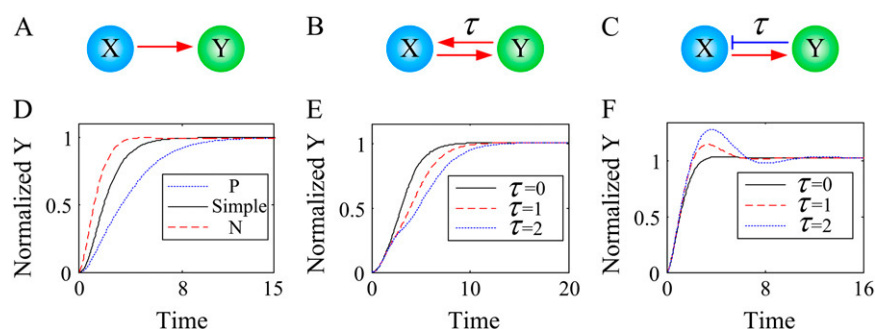 A
X
Y
B
X
τ
Y
C
X
τ
Y
D
Normalized Y
1
0.5
0
0
8
15
Time
P
Simple
N
E
Normalized Y
1
0.5
0
0
10
20
Time
τ=0
τ=1
τ=2
F
Normalized Y
1
0.5
0
0
8
16
Time
τ=0
τ=1
τ=2